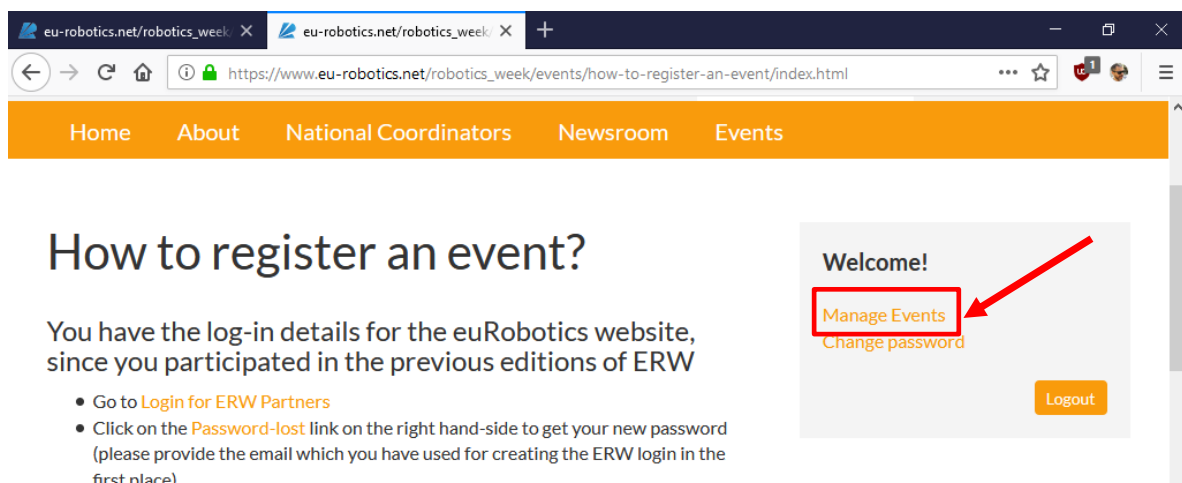 eu-robotics.net/robotics_week/
eu-robotics.net/robotics_week/
https://www.eu-robotics.net/robotics_week/events/how-to-register-an-event/index.html
1
Home About National Coordinators Newsroom Events
How to register an event?
You have the log-in details for the euRobotics website,
since you participated in the previous editions of ERW
• Go to Login for ERW Partners
• Click on the Password-lost link on the right hand-side to get your new password
(please provide the email which you have used for creating the ERW login in the
first place)
Welcome!
Manage Events
Change password
Logout